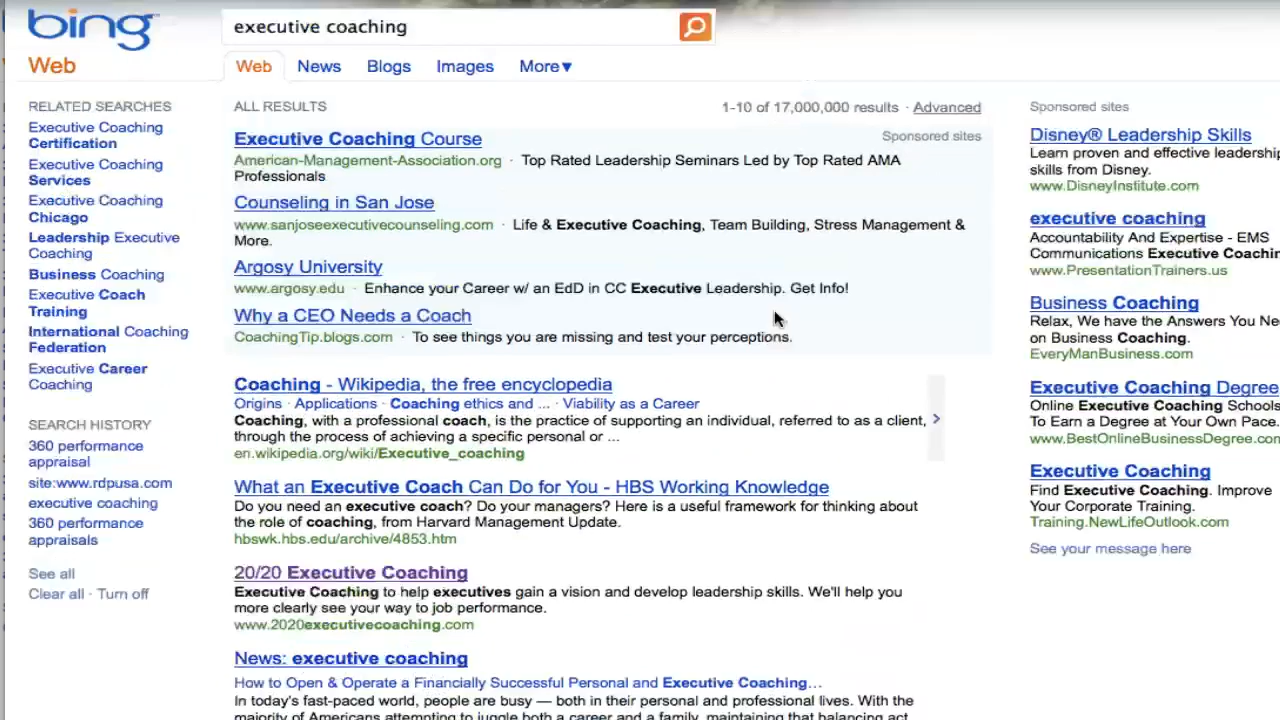 bing
executive coaching
Web
Web News Blogs Images More▼
RELATED SEARCHES
Executive Coaching
Certification
Executive Coaching
Services
Executive Coaching
Chicago
Leadership Executive
Coaching
Business Coaching
Executive Coach
Training
International Coaching
Federation
Executive Career
Coaching
SEARCH HISTORY
360 performance
appraisal
site:www.rdpusa.com
executive coaching
360 performance
appraisals
See all
Clear all · Turn off
ALL RESULTS
1-10 of 17,000,000 results · Advanced
Executive Coaching Course
Sponsored sites
American-Management-Association.org · Top Rated Leadership Seminars Led by Top Rated AMA
Professionals
Counseling in San Jose
www.sanjoseexecutivecounseling.com · Life & Executive Coaching, Team Building, Stress Management &
More.
Argosy University
www.argosy.edu · Enhance your Career w/ an EdD in CC Executive Leadership. Get Info!
Why a CEO Needs a Coach
CoachingTip.blogs.com · To see things you are missing and test your perceptions.
Coaching - Wikipedia, the free encyclopedia
Origins · Applications · Coaching ethics and ... · Viability as a Career
Coaching, with a professional coach, is the practice of supporting an individual, referred to as a client,
through the process of achieving a specific personal or ...
en.wikipedia.org/wiki/Executive_coaching
What an Executive Coach Can Do for You - HBS Working Knowledge
Do you need an executive coach? Do your managers? Here is a useful framework for thinking about
the role of coaching, from Harvard Management Update.
hbswk.hbs.edu/archive/4853.htm
20/20 Executive Coaching
Executive Coaching to help executives gain a vision and develop leadership skills. We'll help you
more clearly see your way to job performance.
www.2020executivecoaching.com
News: executive coaching
How to Open & Operate a Financially Successful Personal and Executive Coaching...
In today's fast-paced world, people are busy — both in their personal and professional lives. With the
majority of Americans attempting to juggle both a career and a family, maintaining that balancing act
Sponsored sites
Disney® Leadership Skills
Learn proven and effective leadership
skills from Disney.
www.DisneyInstitute.com
executive coaching
Accountability And Expertise - EMS
Communications Executive Coachin
www.PresentationTrainers.us
Business Coaching
Relax, We have the Answers You Ne
on Business Coaching.
EveryManBusiness.com
Executive Coaching Degree
Online Executive Coaching Schools
To Earn a Degree at Your Own Pace.
www.BestOnlineBusinessDegree.com
Executive Coaching
Find Executive Coaching. Improve
Your Corporate Training.
Training.NewLifeOutlook.com
See your message here